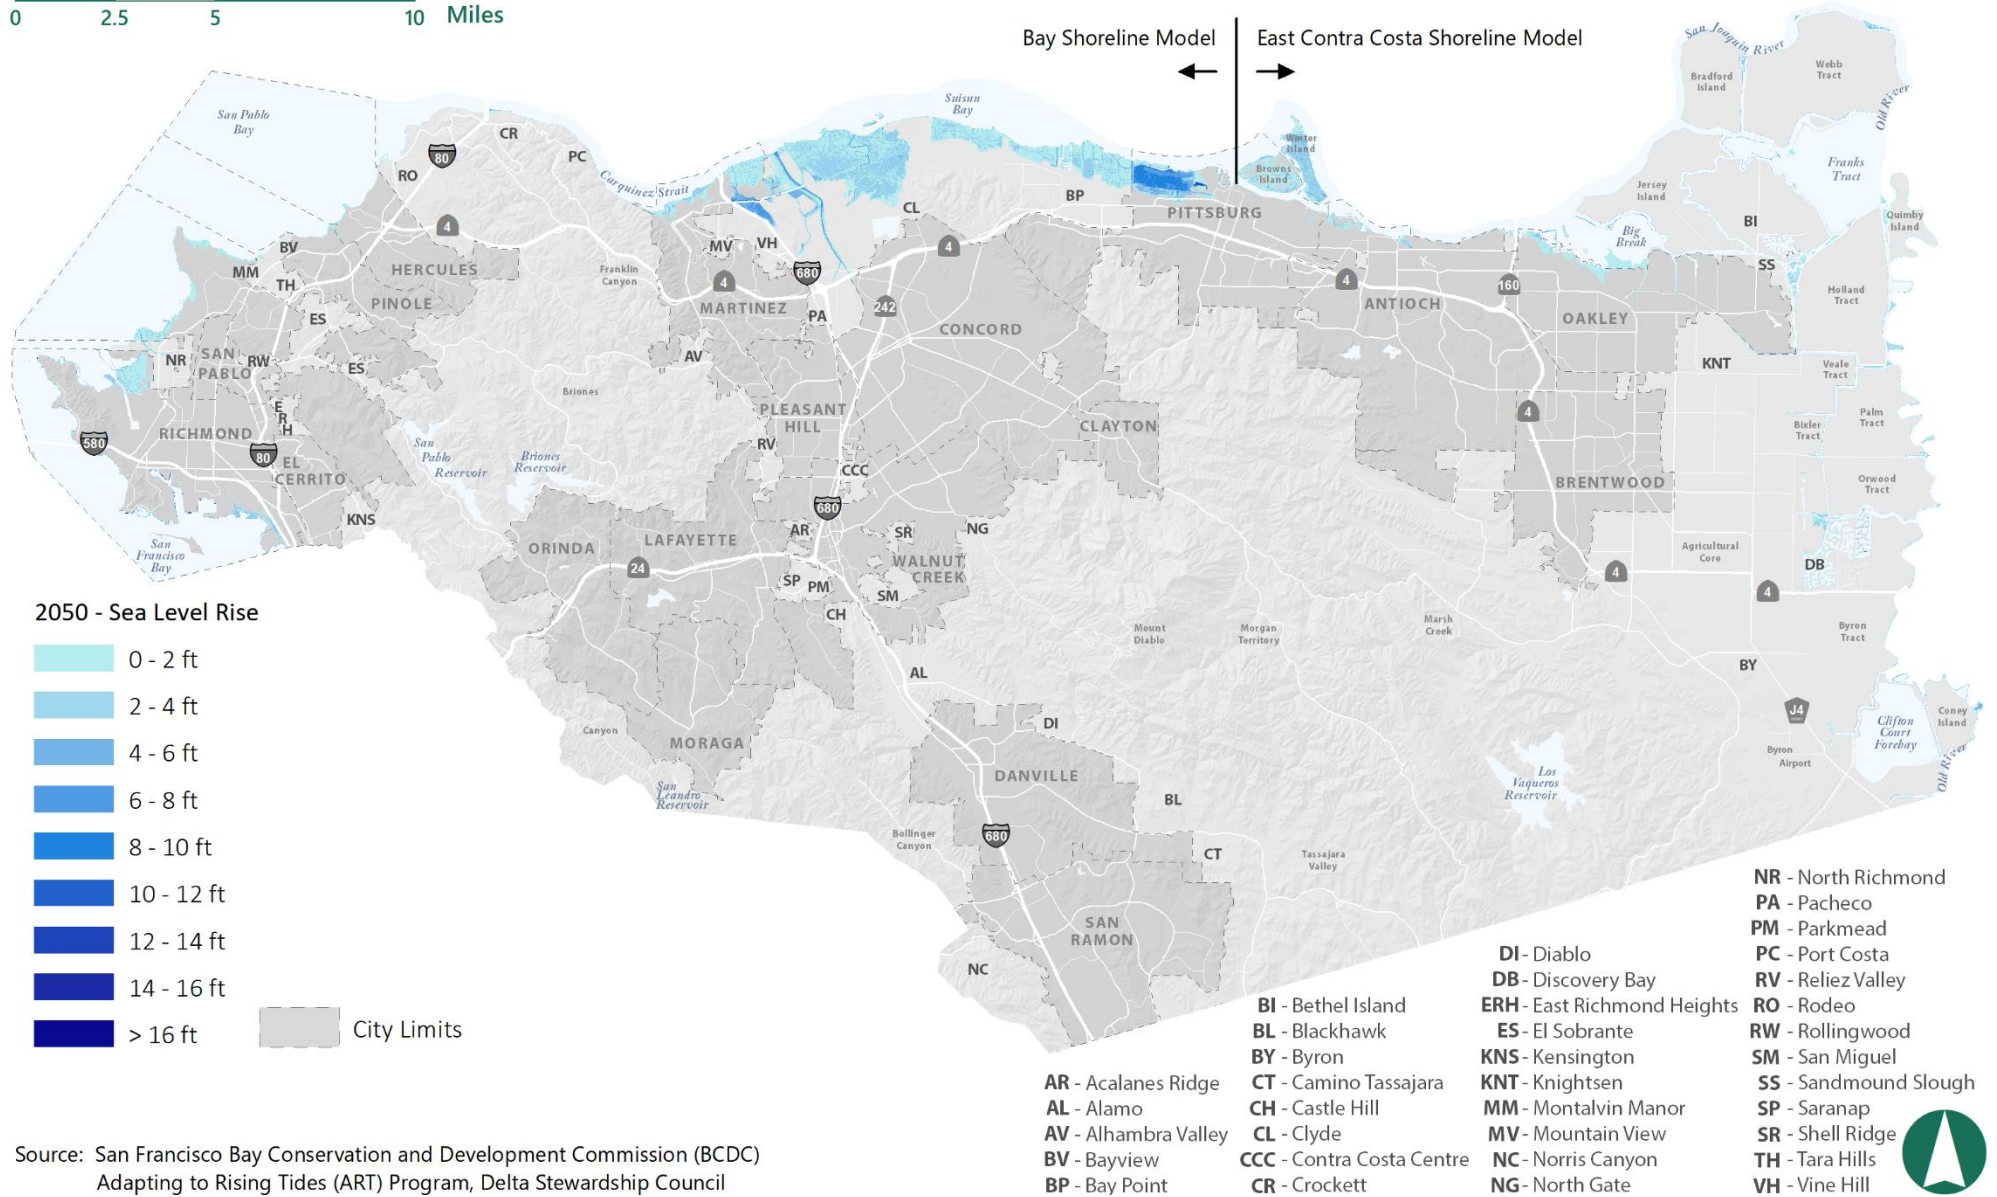 0 2.5 5 10 Miles
Bay Shoreline Model
East Contra Costa Shoreline Model
San Joaquin River
Bradford
Island
Webb
Tract
Old River
San Pablo
Bay
Suisun
Bay
Winter
Island
Browns
Island
Franks
Tract
CR
80
PC
RO
Carquinez Strait
Jersey
Island
BI
Quimby
Island
Big
Break
BP
PITTSBURG
CL
4
BV
MM
TH
HERCULES
PINOLE
ES
Franklin
Canyon
MV
VH
4
680
4
MARTINEZ
PA
242
CONCORD
4
ANTIOCH
160
OAKLEY
SS
Holland
Tract
NR
SAN
PABLO
RW
ES
AV
Briones
KNT
Veale
Tract
E
R
H
RICHMOND
580
80
EL
CERRITO
San
Pablo
Reservoir
Briones
Reservoir
PLEASANT
HILL
RV
CCC
CLAYTON
4
Bixler
Tract
Palm
Tract
BRENTWOOD
Orwood
Tract
KNS
San
Francisco
Bay
ORINDA
LAFAYETTE
24
680
AR
SR
NG
WALNUT
CREEK
SP
PM
SM
CH
Agricultural
Core
DB
4
4
Mount
Diablo
Morgan
Territory
Marsh
Creek
Byron
Tract
BY
AL
J4
Clifton
Court
Forebay
Coney
Island
Old River
Byron
Airport
Canyon
MORAGA
DI
San
Leandro
Reservoir
DANVILLE
BL
Los
Vaqueros
Reservoir
Bollinger
Canyon
680
CT
Tassajara
Valley
SAN
RAMON
NC
2050 - Sea Level Rise
0 - 2 ft
2 - 4 ft
4 - 6 ft
6 - 8 ft
8 - 10 ft
10 - 12 ft
12 - 14 ft
14 - 16 ft
> 16 ft
City Limits
AR - Acalanes Ridge
AL - Alamo
AV - Alhambra Valley
BV - Bayview
BP - Bay Point
BI - Bethel Island
BL - Blackhawk
BY - Byron
CT - Camino Tassajara
CH - Castle Hill
CL - Clyde
CCC - Contra Costa Centre
CR - Crockett
DI - Diablo
DB - Discovery Bay
ERH - East Richmond Heights
ES - El Sobrante
KNS - Kensington
KNT - Knightsen
MM - Montalvin Manor
MV - Mountain View
NC - Norris Canyon
NG - North Gate
NR - North Richmond
PA - Pacheco
PM - Parkmead
PC - Port Costa
RV - Reliez Valley
RO - Rodeo
RW - Rollingwood
SM - San Miguel
SS - Sandmound Slough
SP - Saranap
SR - Shell Ridge
TH - Tara Hills
VH - Vine Hill
Source: San Francisco Bay Conservation and Development Commission (BCDC)
Adapting to Rising Tides (ART) Program, Delta Stewardship Council